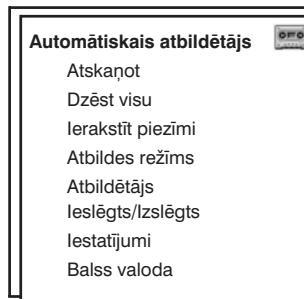 Automātiskais atbildētājs
Atskaņot
Dzēst visu
Ierakstīt piezīmi
Atbildes režīms
Atbildētājs
Ieslēgts/Izslēgts
Iestatījumi
Balss valoda